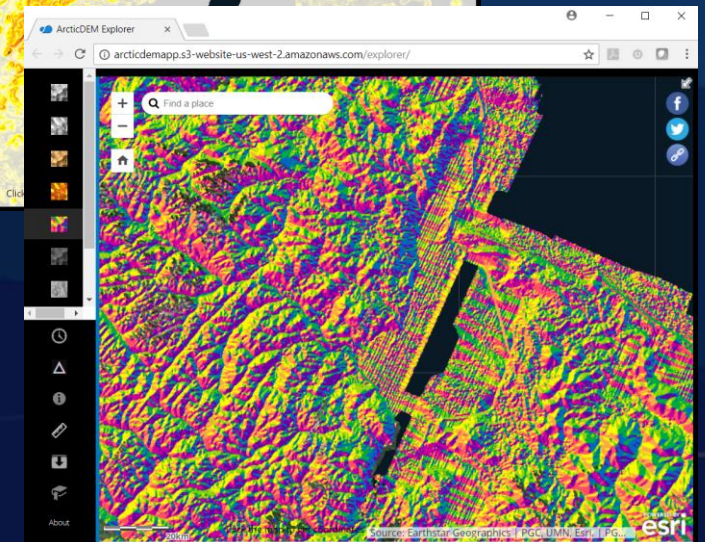 ArcticDEM Explorer
arcticdemapp.s3-website-us-west-2.amazonaws.com/explorer/
Find a place
Click
About
20km
Source: Earthstar Geographics | PGC, UMN, Esri, | PG...
esri